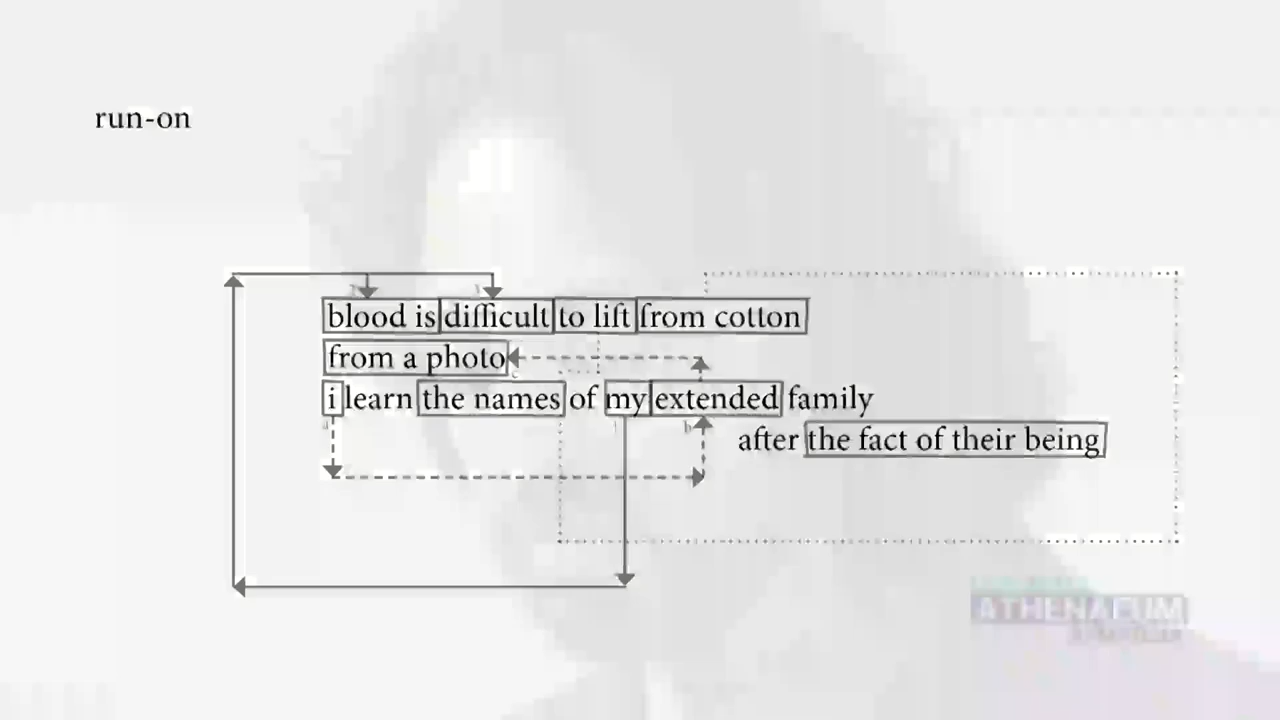 run-on
blood is difficult to lift from cotton
from a photo
i learn the names of my extended family
after the fact of their being
ATHENAEUM